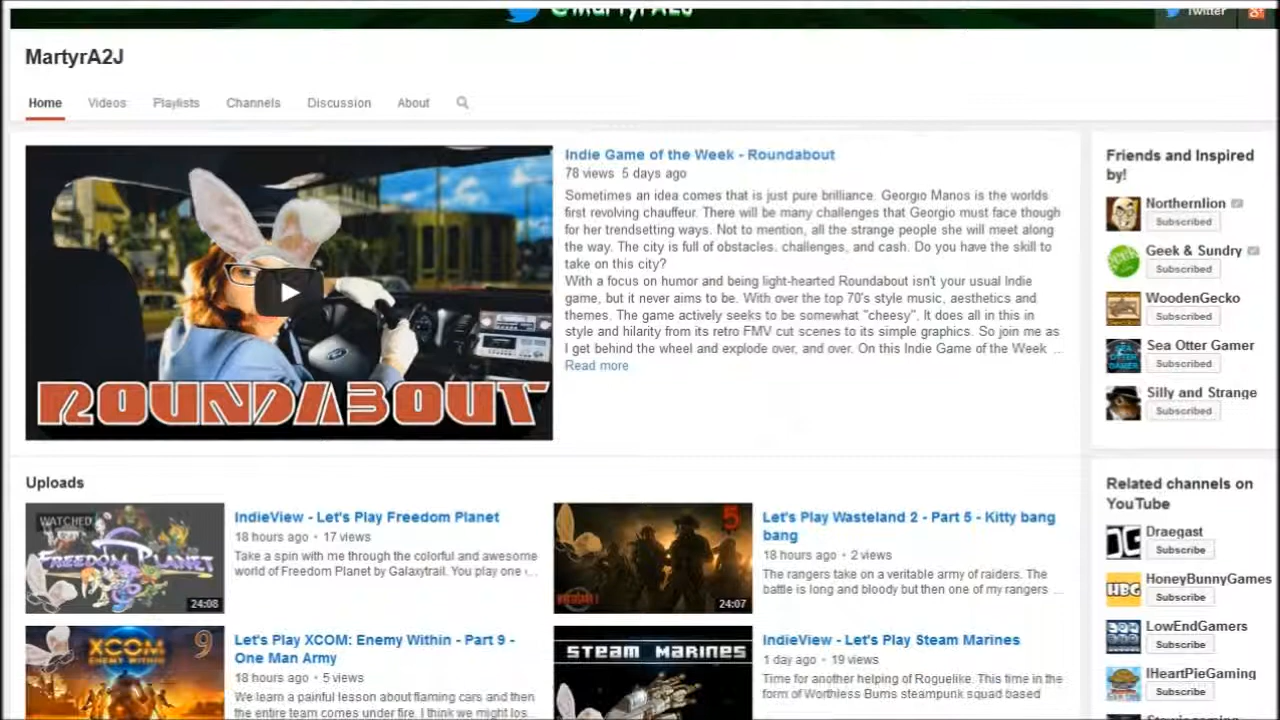 @MartyrA2J
Twitter
MartyrA2J
Home Videos Playlists Channels Discussion About
ROUNDABOUT
Indie Game of the Week - Roundabout
78 views 5 days ago
Sometimes an idea comes that is just pure brilliance. Georgio Manos is the worlds
first revolving chauffeur. There will be many challenges that Georgio must face though
for her trendsetting ways. Not to mention, all the strange people she will meet along
the way. The city is full of obstacles. challenges, and cash. Do you have the skill to
take on this city?
With a focus on humor and being light-hearted Roundabout isn't your usual Indie
game, but it never aims to be. With over the top 70's style music, aesthetics and
themes. The game actively seeks to be somewhat "cheesy". It does all in this in
style and hilarity from its retro FMV cut scenes to its simple graphics. So join me as
I get behind the wheel and explode over, and over. On this Indie Game of the Week ...
Read more
Friends and Inspired
by!
Northernlion
Subscribed
Geek & Sundry
Subscribed
WoodenGecko
Subscribed
Sea Otter Gamer
Subscribed
Silly and Strange
Subscribed
Uploads
WATCHED
FREEDOM PLANET
24:08
IndieView - Let's Play Freedom Planet
18 hours ago • 17 views
Take a spin with me through the colorful and awesome
world of Freedom Planet by Galaxytrail. You play one ...
5
24:07
Let's Play Wasteland 2 - Part 5 - Kitty bang
bang
18 hours ago • 2 views
The rangers take on a veritable army of raiders. The
battle is long and bloody but then one of my rangers ...
XCOM
ENEMY WITHIN
9
Let's Play XCOM: Enemy Within - Part 9 -
One Man Army
18 hours ago • 5 views
We learn a painful lesson about flaming cars and then
the entire team comes under fire. I think we might los...
STEAM MARINES
IndieView - Let's Play Steam Marines
1 day ago • 19 views
Time for another helping of Roguelike. This time in the
form of Worthless Bums steampunk squad based
Related channels on
YouTube
Draegast
Subscribe
HBG
HoneyBunnyGames
Subscribe
LowEndGamers
Subscribe
IHeartPieGaming
Subscribe